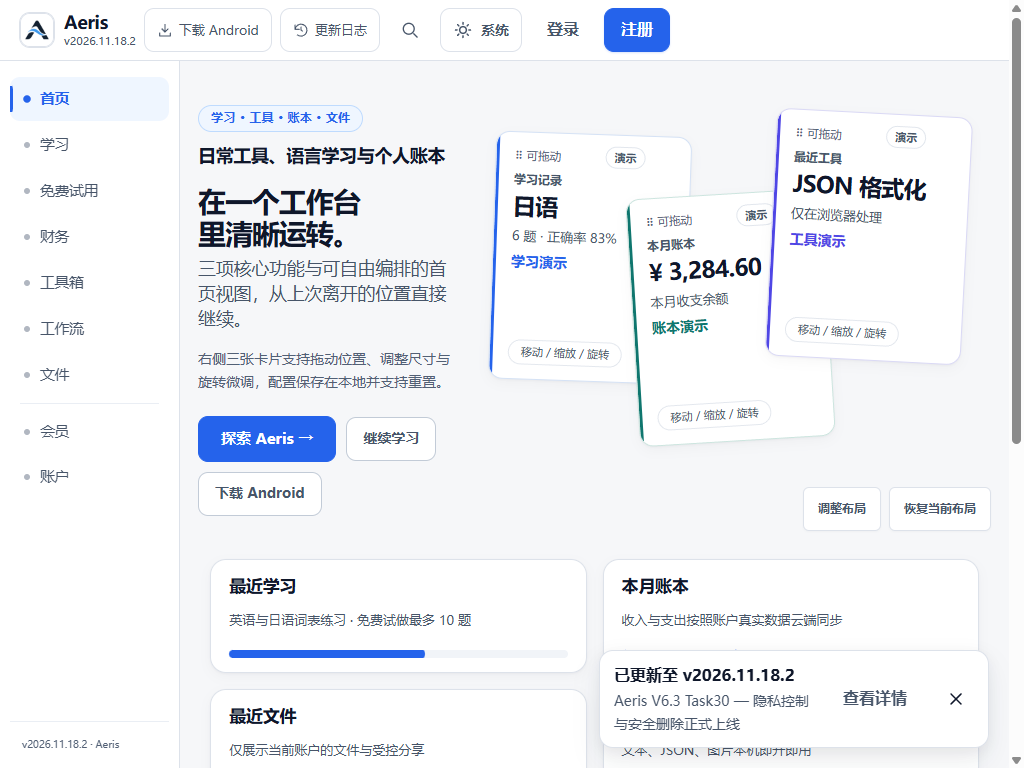 Aeris
v2026.11.18.2
下载 Android
更新日志
系统
登录
注册
首页
学习
免费试用
财务
工具箱
工作流
文件
会员
账户
v2026.11.18.2 · Aeris
学习 • 工具 • 账本 • 文件
日常工具、语言学习与个人账本
在一个工作台
里清晰运转。
三项核心功能与可自由编排的首
页视图，从上次离开的位置直接
继续。
右侧三张卡片支持拖动位置、调整尺寸与
旋转微调，配置保存在本地并支持重置。
探索 Aeris →
继续学习
下载 Android
⠿ 可拖动
演示
学习记录
日语
6 题 · 正确率 83%
学习演示
移动 / 缩放 / 旋转
⠿ 可拖动
演示
本月账本
¥ 3,284.60
本月收支余额
账本演示
移动 / 缩放 / 旋转
⠿ 可拖动
演示
最近工具
JSON 格式化
仅在浏览器处理
工具演示
移动 / 缩放 / 旋转
调整布局
恢复当前布局
最近学习
英语与日语词表练习 · 免费试做最多 10 题
本月账本
收入与支出按照账户真实数据云端同步
最近文件
仅展示当前账户的文件与受控分享
已更新至 v2026.11.18.2
Aeris V6.3 Task30 — 隐私控制
与安全删除正式上线
查看详情
文本、JSON、图片本机即开即用